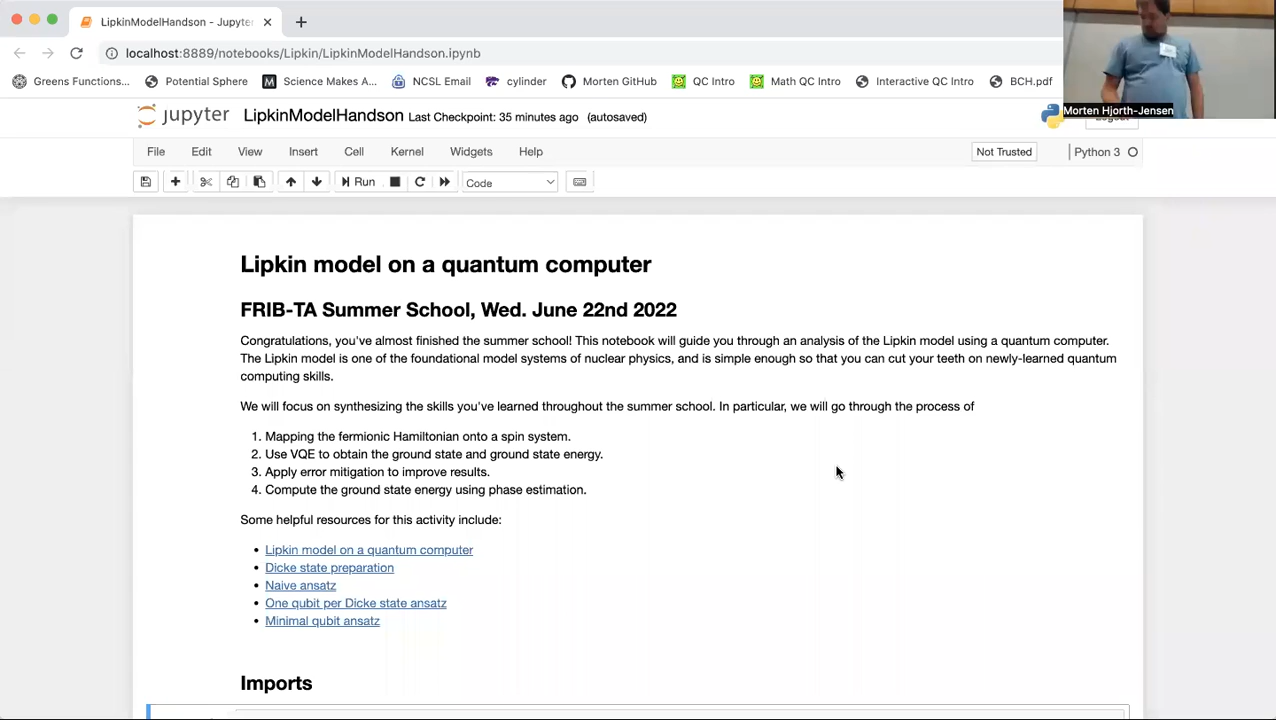 LipkinModelHandson - Jupyter
localhost:8889/notebooks/Lipkin/LipkinModelHandson.ipynb
Greens Functions... Potential Sphere Science Makes A... NCSL Email cylinder Morten GitHub QC Intro Math QC Intro Interactive QC Intro BCH.pdf
Morten Hjorth-Jensen
jupyter LipkinModelHandson Last Checkpoint: 35 minutes ago (autosaved)
File Edit View Insert Cell Kernel Widgets Help Not Trusted Python 3
Run Code
Lipkin model on a quantum computer
FRIB-TA Summer School, Wed. June 22nd 2022
Congratulations, you've almost finished the summer school! This notebook will guide you through an analysis of the Lipkin model using a quantum computer.
The Lipkin model is one of the foundational model systems of nuclear physics, and is simple enough so that you can cut your teeth on newly-learned quantum
computing skills.
We will focus on synthesizing the skills you've learned throughout the summer school. In particular, we will go through the process of
1. Mapping the fermionic Hamiltonian onto a spin system.
2. Use VQE to obtain the ground state and ground state energy.
3. Apply error mitigation to improve results.
4. Compute the ground state energy using phase estimation.
Some helpful resources for this activity include:
• Lipkin model on a quantum computer
• Dicke state preparation
• Naive ansatz
• One qubit per Dicke state ansatz
• Minimal qubit ansatz
Imports